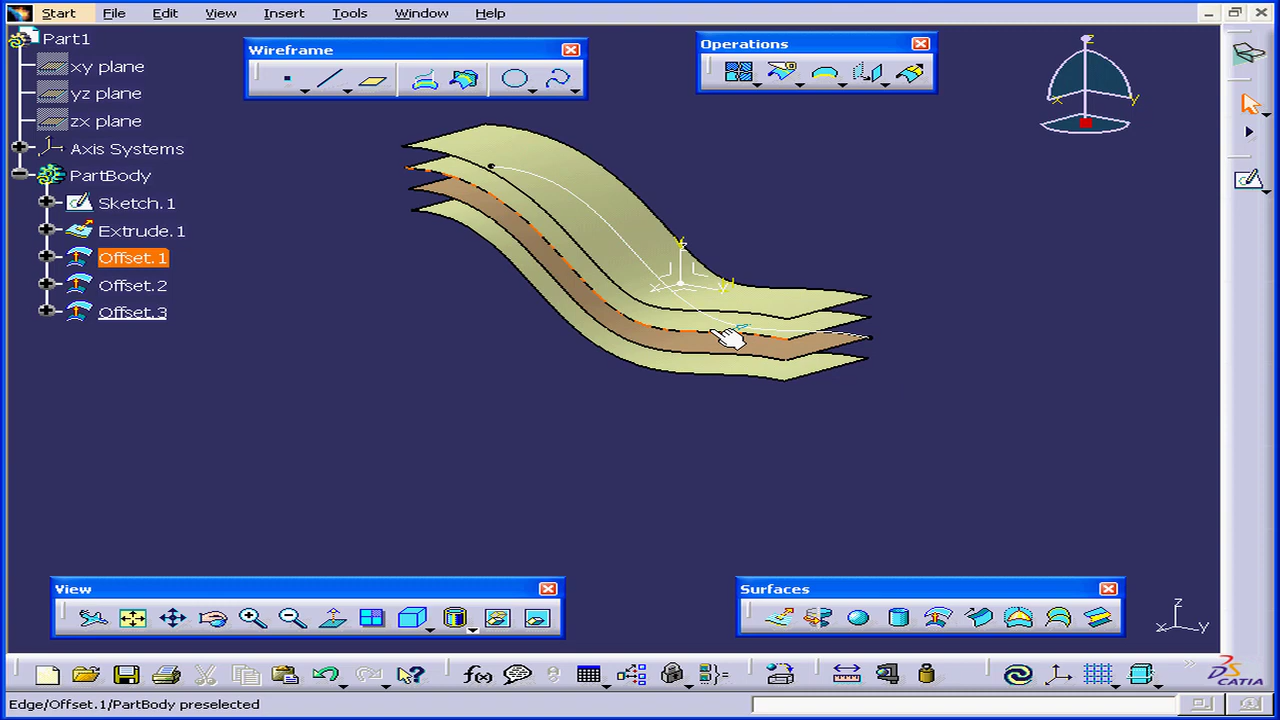 Start File Edit View Insert Tools Window Help
Part1
xy plane
yz plane
zx plane
Axis Systems
PartBody
Sketch.1
Extrude.1
Offset.1
Offset.2
Offset.3
Wireframe
Operations
z
x
y
y
z
x
y
View
Surfaces
z
x
y
f(x)
CATIA
Edge/Offset.1/PartBody preselected